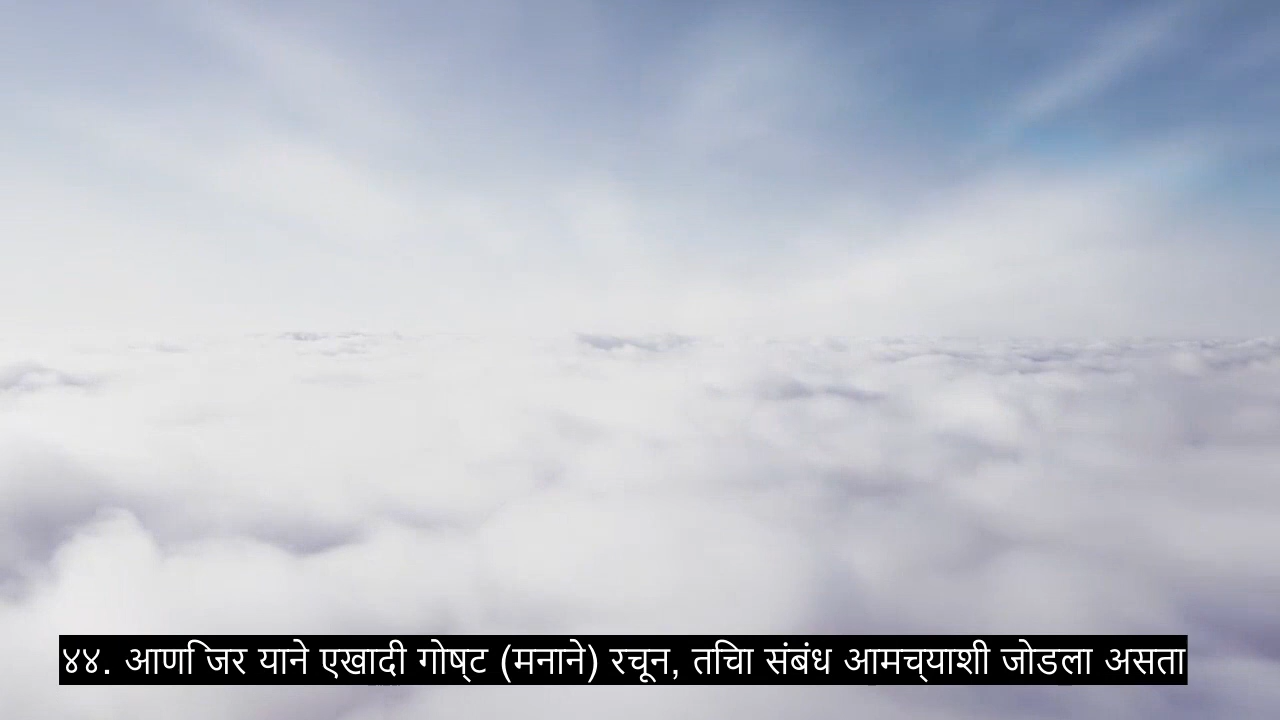 ४४. आणि जर याने एखादी गोष्ट (मनाने) रचून, तिचा संबंध आमच्याशी जोडला असता